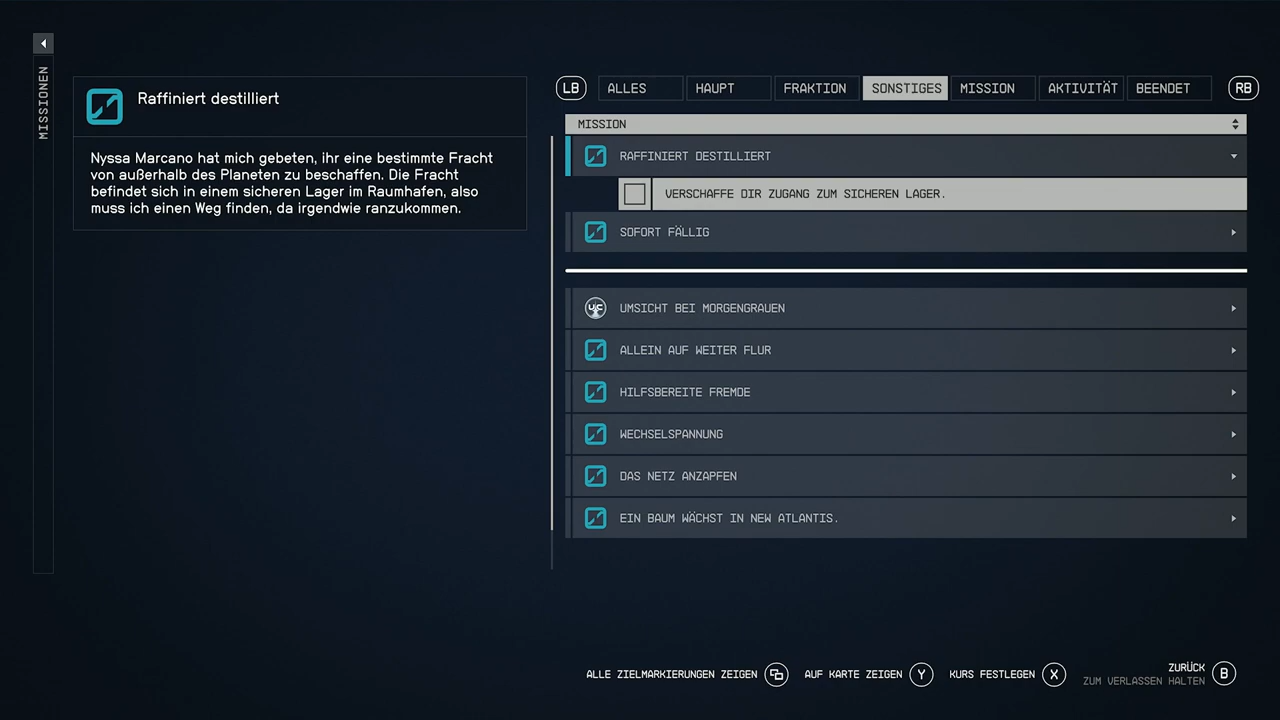 MISSIONEN
Raffiniert destilliert
Nyssa Marcano hat mich gebeten, ihr eine bestimmte Fracht
von außerhalb des Planeten zu beschaffen. Die Fracht
befindet sich in einem sicheren Lager im Raumhafen, also
muss ich einen Weg finden, da irgendwie ranzukommen.
LB ALLES HAUPT FRAKTION SONSTIGES MISSION AKTIVITÄT BEENDET RB
MISSION
RAFFINIERT DESTILLIERT
VERSCHAFFE DIR ZUGANG ZUM SICHEREN LAGER.
SOFORT FÄLLIG
UC UMSICHT BEI MORGENGRAUEN
ALLEIN AUF WEITER FLUR
HILFSBEREITE FREMDE
WECHSELSPANNUNG
DAS NETZ ANZAPFEN
EIN BAUM WÄCHST IN NEW ATLANTIS.
ALLE ZIELMARKIERUNGEN ZEIGEN AUF KARTE ZEIGEN Y KURS FESTLEGEN X ZURÜCK B
ZUM VERLASSEN HALTEN